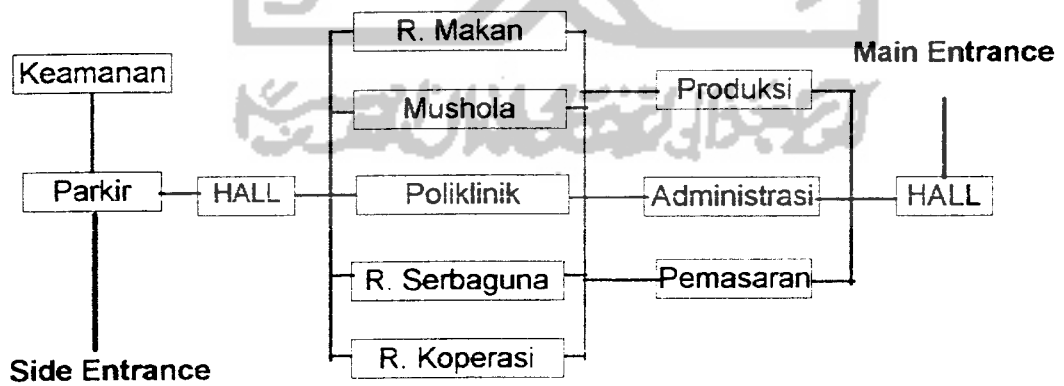 R. Makan
Main Entrance
Keamanan
Produksi
Mushola
Parkir
HALL
Poliklinik
Administrasi
HALL
R. Serbaguna
Pemasaran
R. Koperasi
Side Entrance